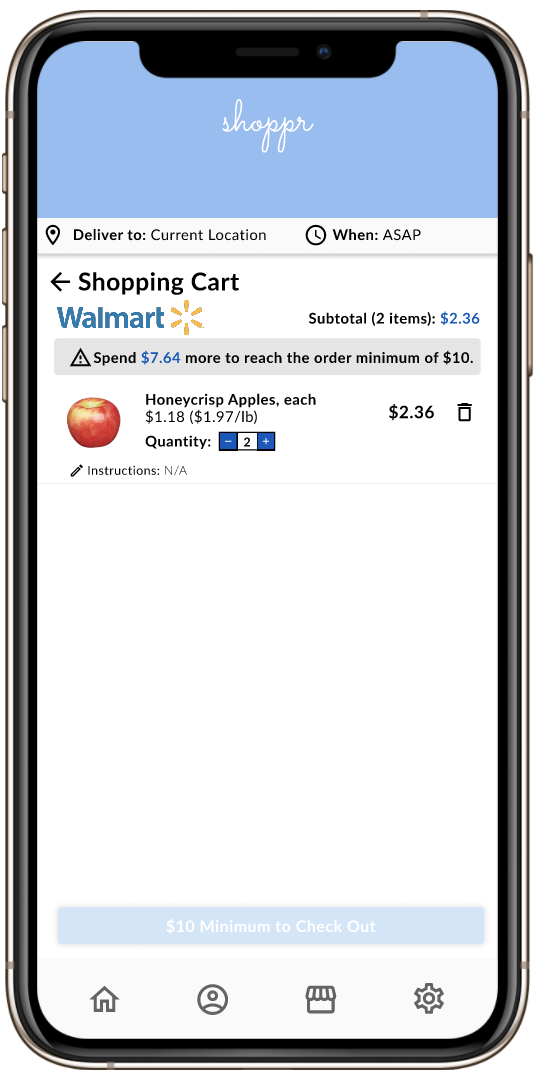 shoppr
Deliver to: Current Location When: ASAP
Shopping Cart
Walmart Subtotal (2 items): $2.36
Spend $7.64 more to reach the order minimum of $10.
Honeycrisp Apples, each
$1.18 ($1.97/lb) $2.36
Quantity: − 2 +
Instructions: N/A
$10 Minimum to Check Out